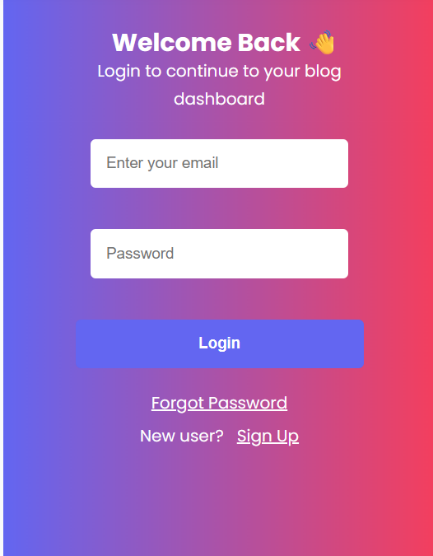 Welcome Back 👋
Login to continue to your blog
dashboard
Enter your email
Password
Login
Forgot Password
New user? Sign Up